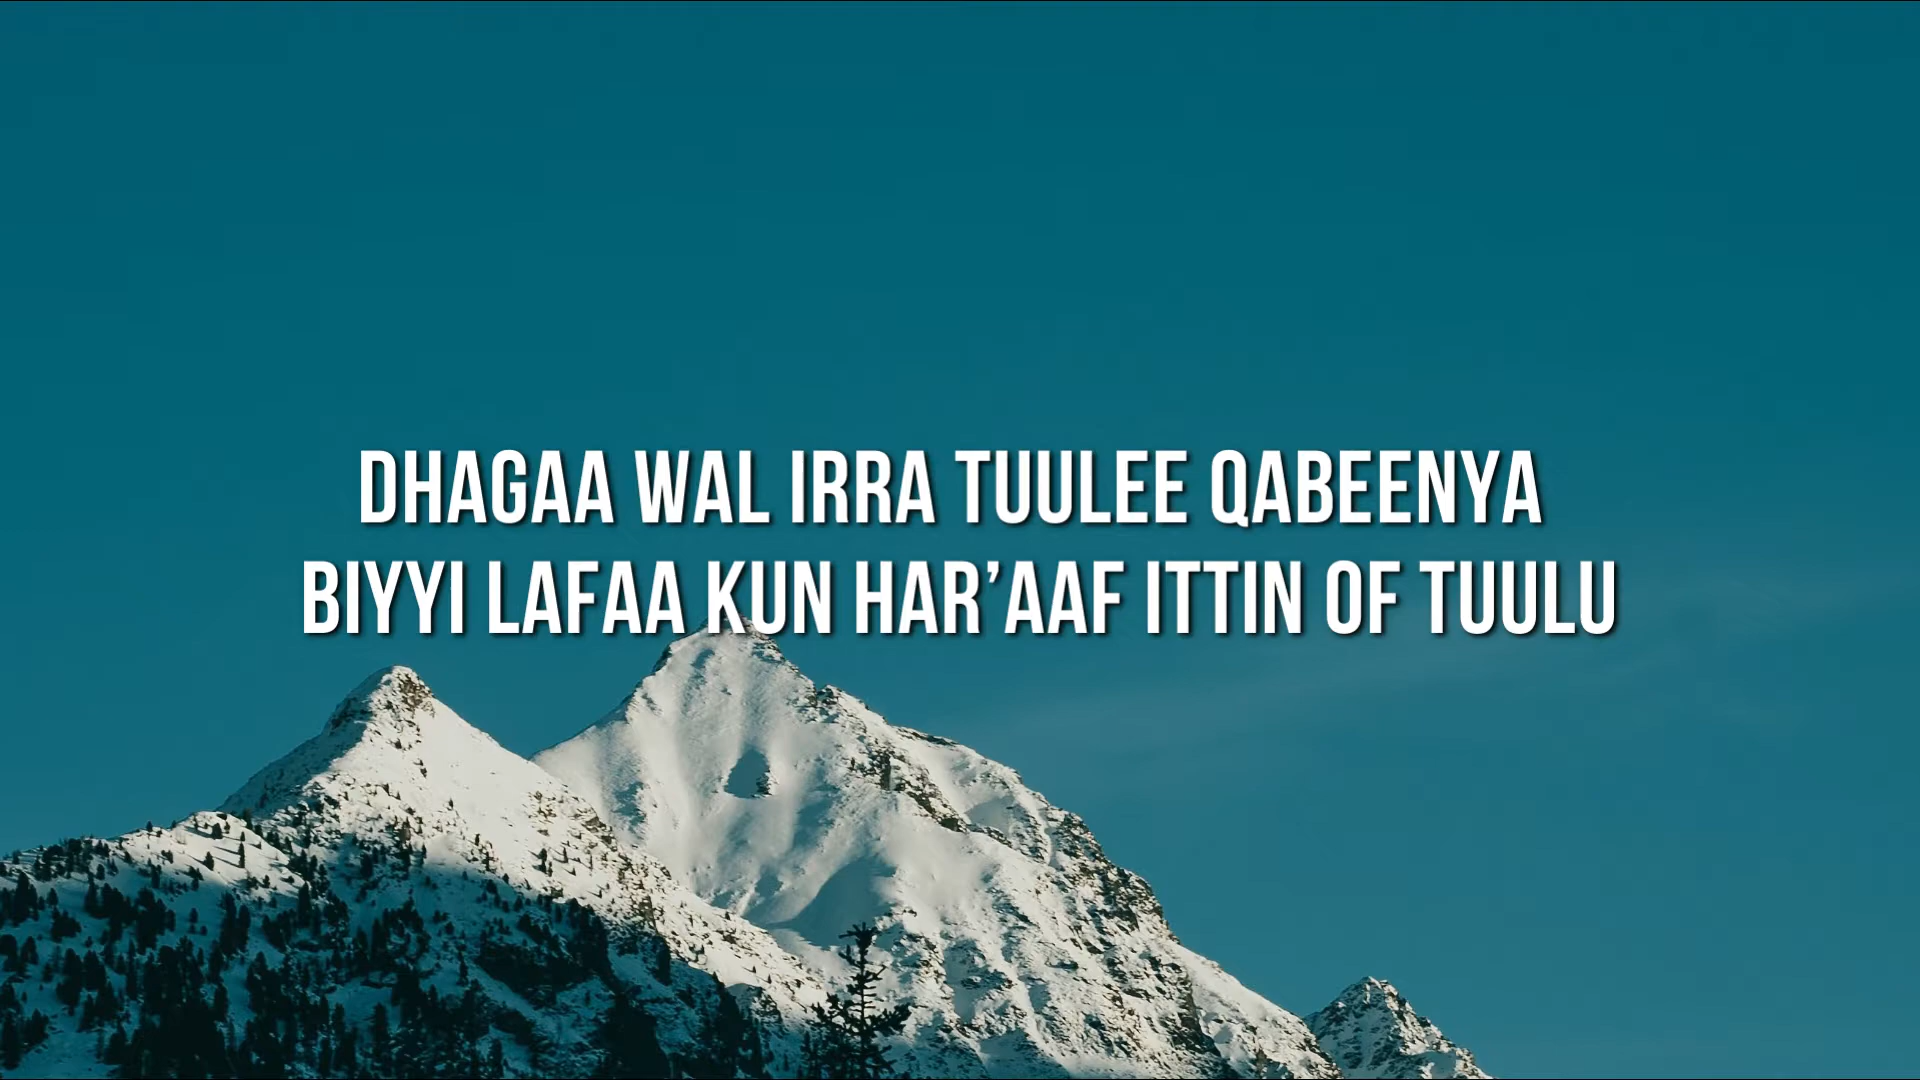 DHAGAA WAL IRRA TUULEE QABEENYA
BIYYI LAFAA KUN HAR’AAF ITTIN OF TUULU